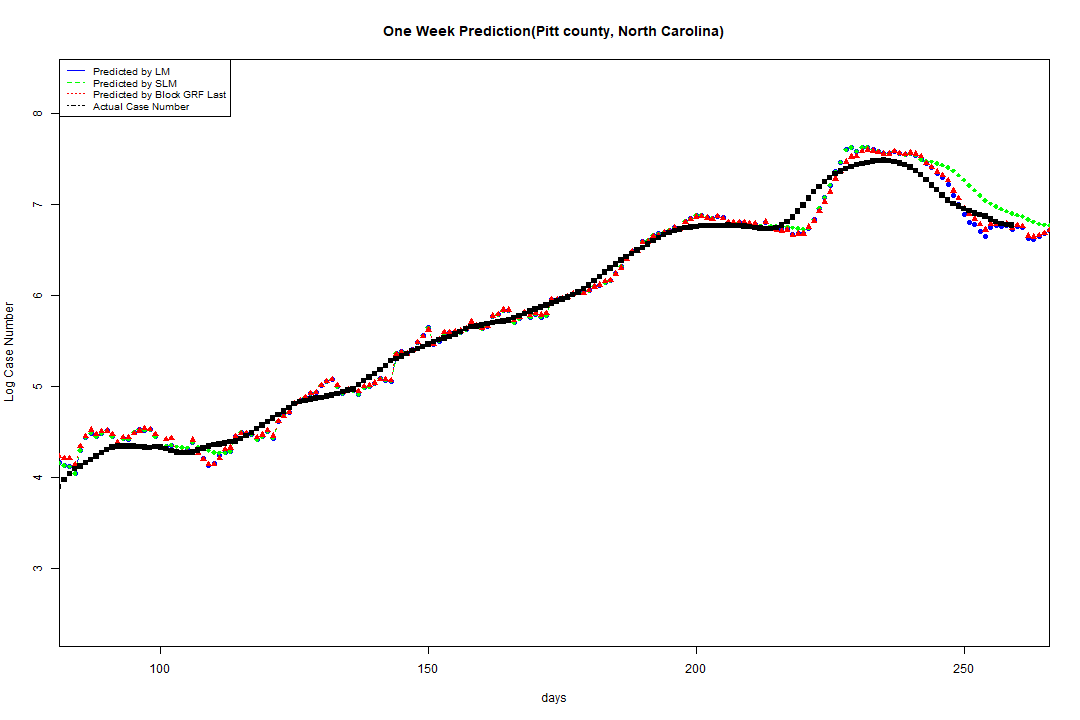 One Week Prediction(Pitt county, North Carolina)
Predicted by LM
Predicted by SLM
Predicted by Block GRF Last
Actual Case Number
8
7
6
5
4
3
Log Case Number
100 150 200 250
days